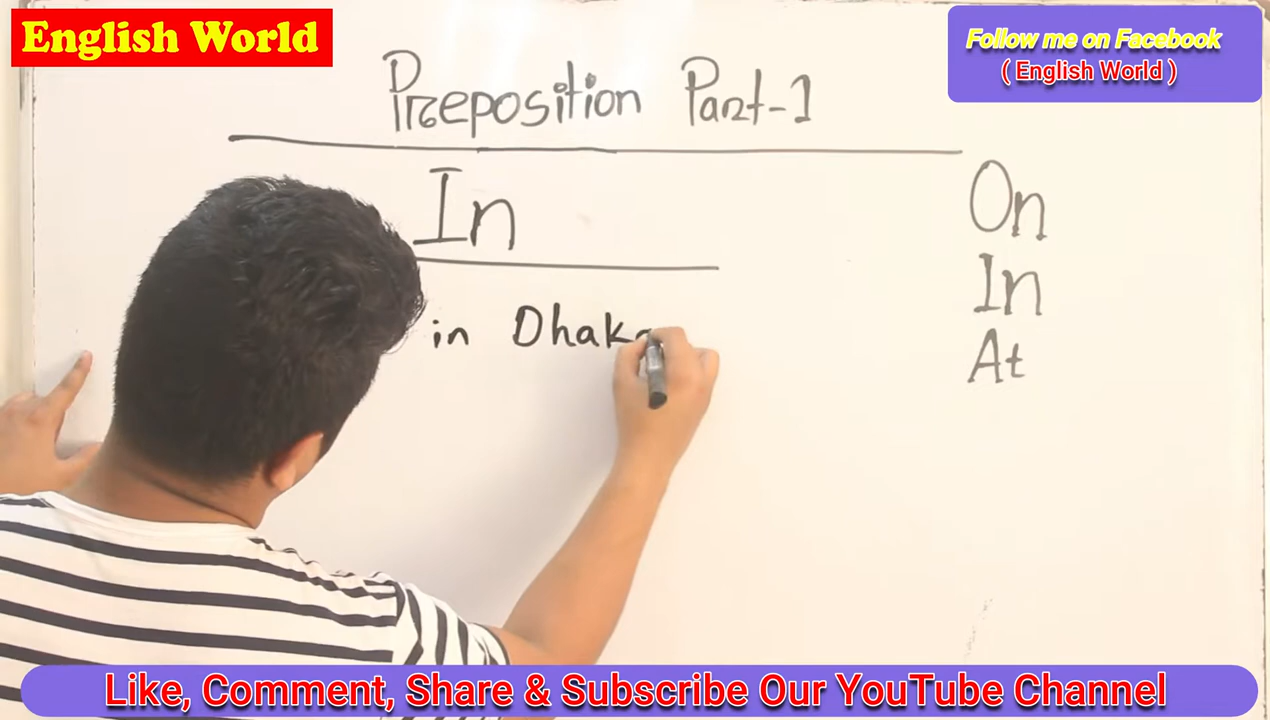 English World
Follow me on Facebook
( English World )
Preposition Part-1
In
in Dhaka
On
In
At
Like, Comment, Share & Subscribe Our YouTube Channel